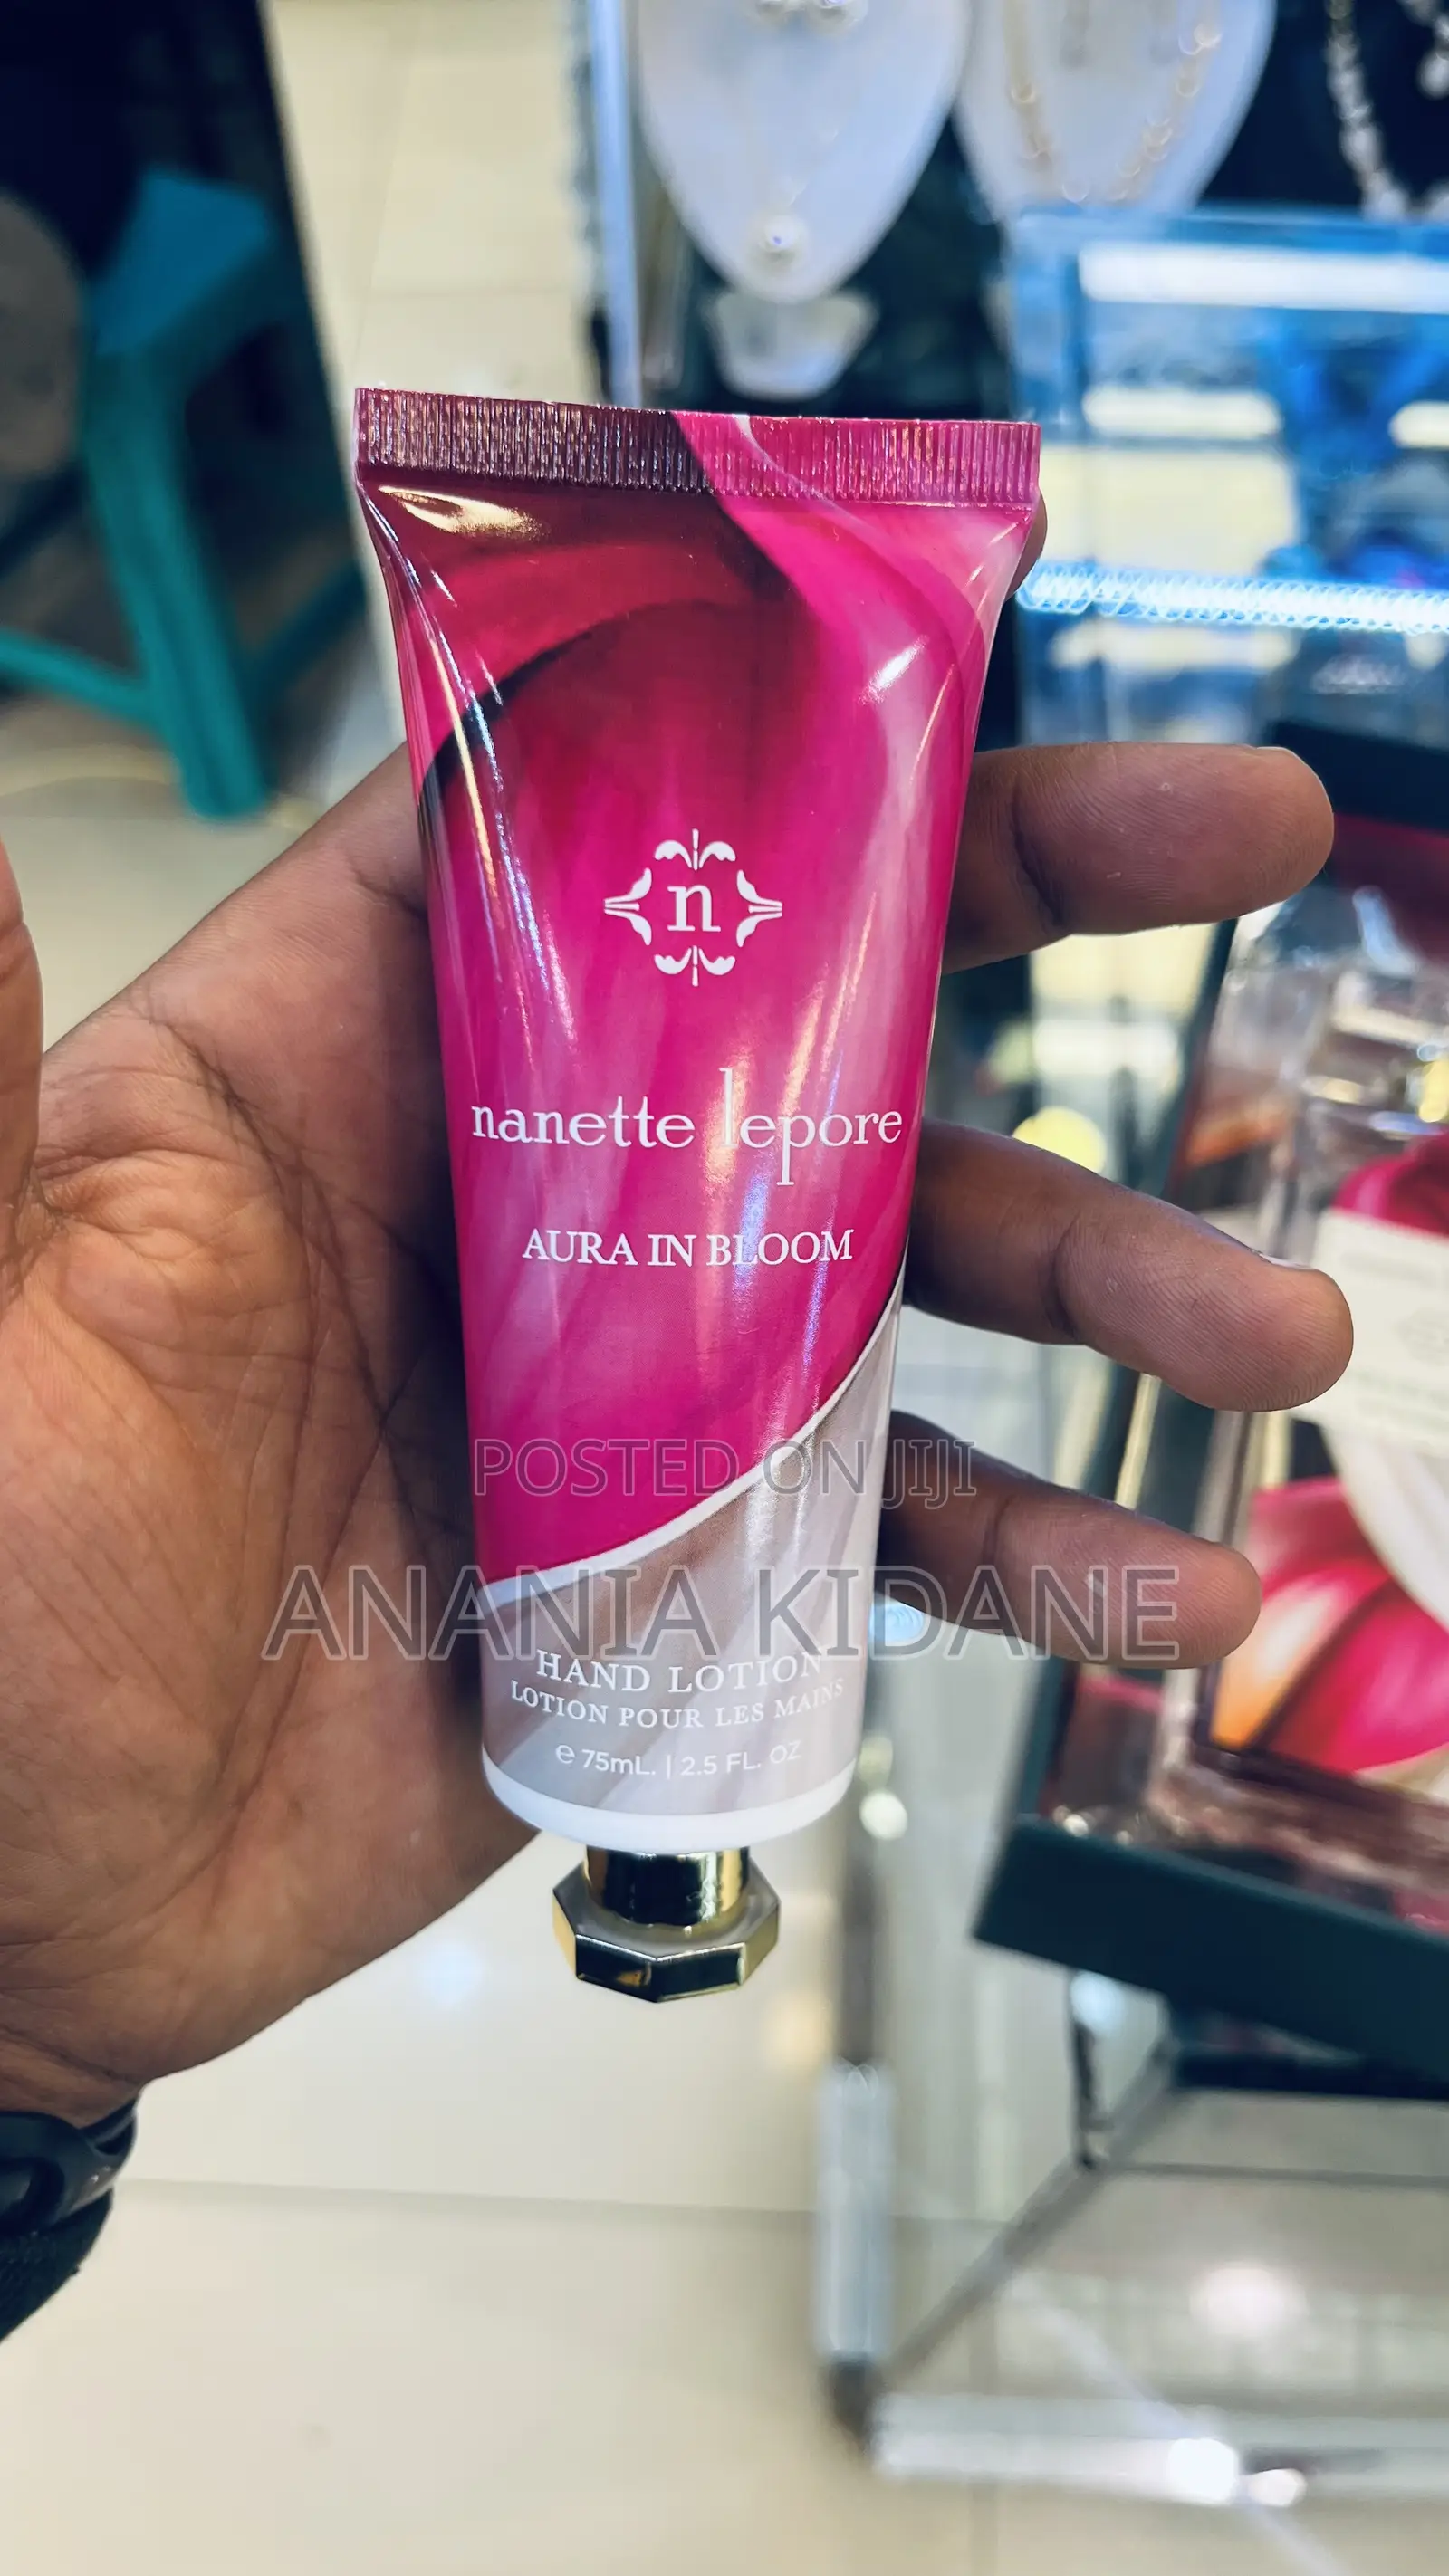 n
nanette lepore
AURA IN BLOOM
POSTED ON JIJI
ANANIA KIDANE
HAND LOTION
LOTION POUR LES MAINS
e 75mL. | 2.5 FL. OZ